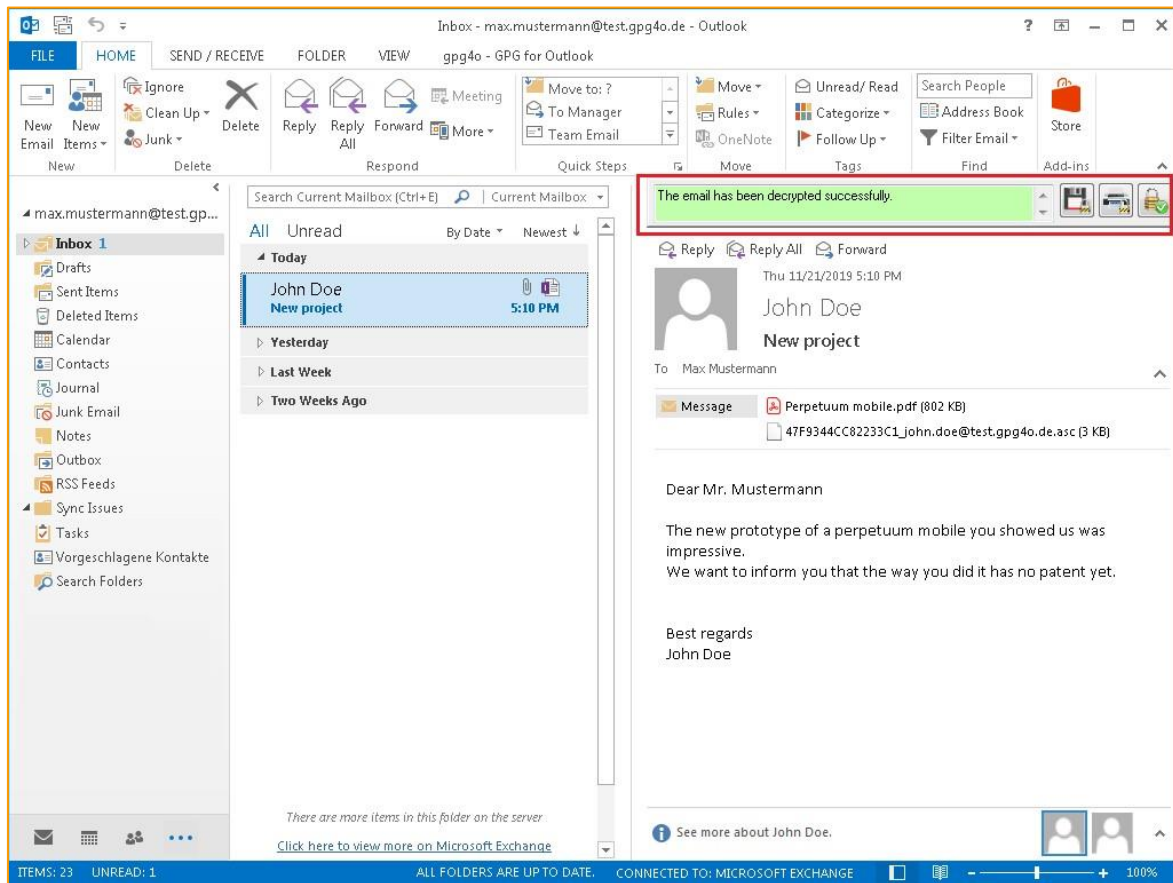 Inbox - max.mustermann@test.gpg4o.de - Outlook
FILE HOME SEND / RECEIVE FOLDER VIEW gpg4o - GPG for Outlook
New Email
New Items
Ignore
Clean Up
Junk
Delete
Reply
Reply All
Forward
Meeting
More
Move to: ?
To Manager
Team Email
Move
Rules
OneNote
Unread/ Read
Categorize
Follow Up
Search People
Address Book
Filter Email
Store
New Delete Respond Quick Steps Move Tags Find Add-ins
max.mustermann@test.gp...
Inbox 1
Drafts
Sent Items
Deleted Items
Calendar
Contacts
Journal
Junk Email
Notes
Outbox
RSS Feeds
Sync Issues
Tasks
Vorgeschlagene Kontakte
Search Folders
Search Current Mailbox (Ctrl+E) Current Mailbox
All Unread By Date Newest
Today
John Doe
New project 5:10 PM
Yesterday
Last Week
Two Weeks Ago
There are more items in this folder on the server
Click here to view more on Microsoft Exchange
The email has been decrypted successfully.
Reply Reply All Forward
Thu 11/21/2019 5:10 PM
John Doe
New project
To Max Mustermann
Message Perpetuum mobile.pdf (802 KB)
47F9344CC82233C1_john.doe@test.gpg4o.de.asc (3 KB)
Dear Mr. Mustermann
The new prototype of a perpetuum mobile you showed us was
impressive.
We want to inform you that the way you did it has no patent yet.
Best regards
John Doe
See more about John Doe.
ITEMS: 23 UNREAD: 1 ALL FOLDERS ARE UP TO DATE. CONNECTED TO: MICROSOFT EXCHANGE 100%